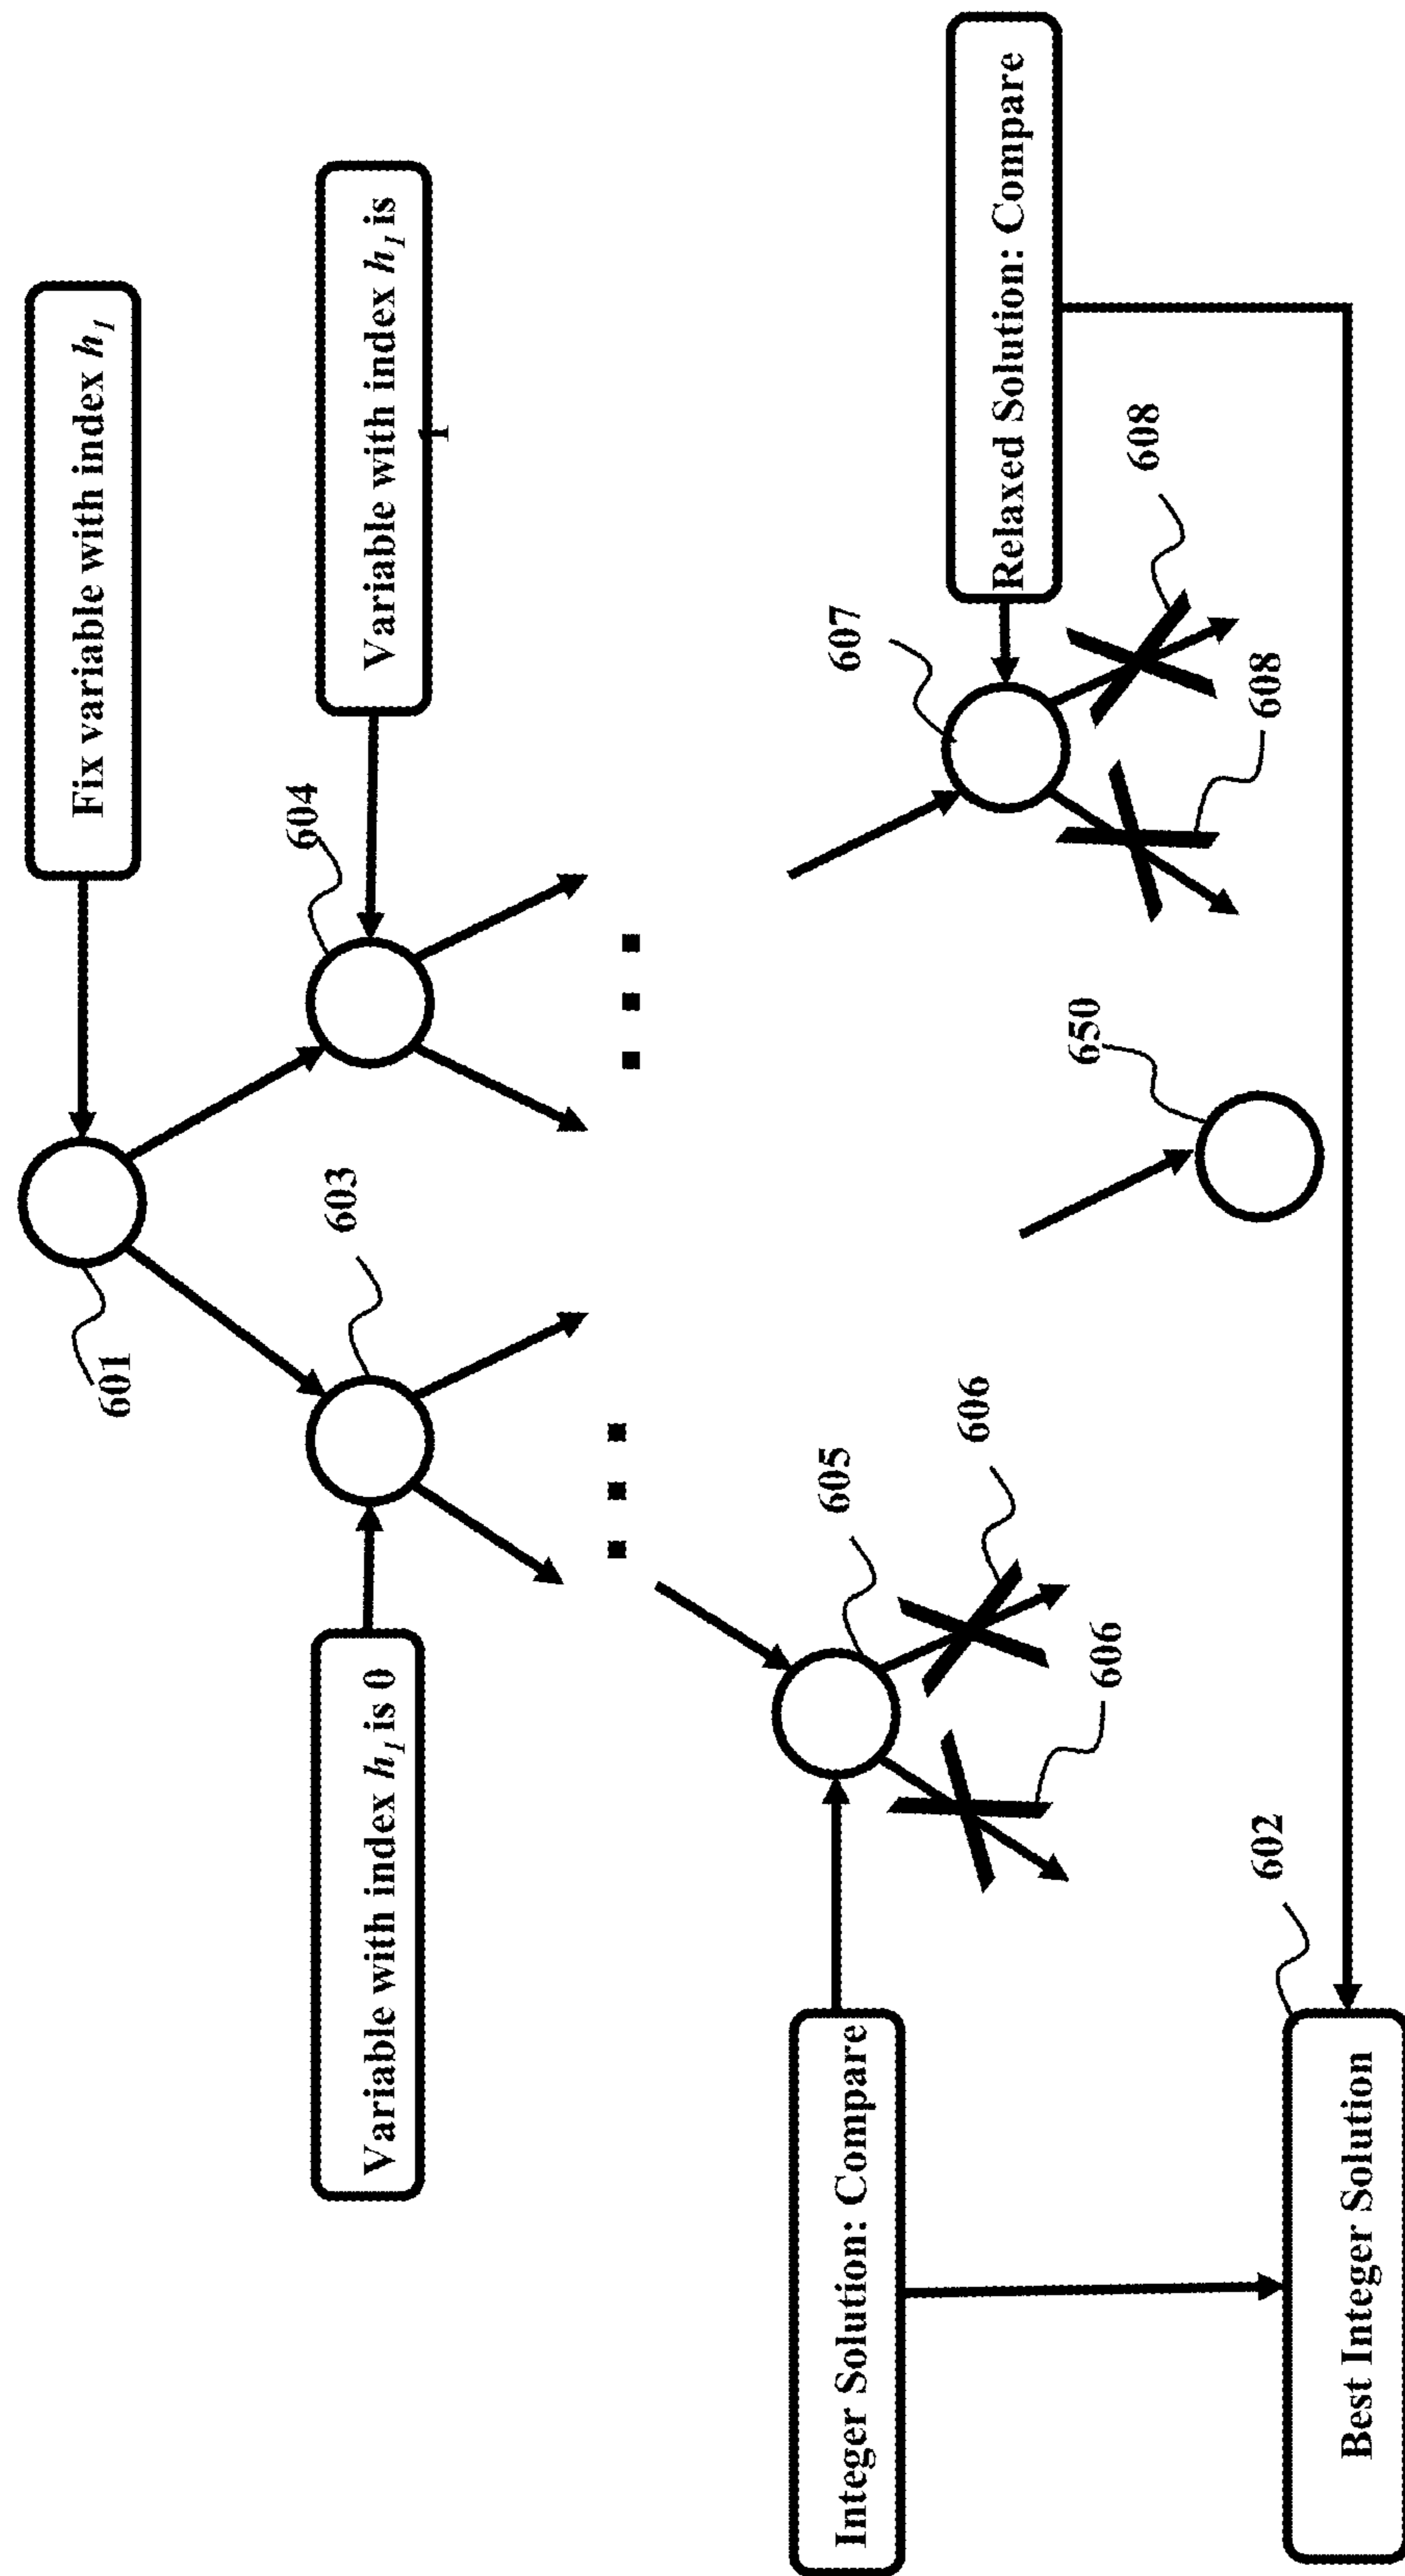 Fix variable with index h1
601
603
604
Variable with index h1 is 0
Variable with index h1 is
1
605
606
606
607
608
608
650
Integer Solution: Compare
Relaxed Solution: Compare
602
Best Integer Solution